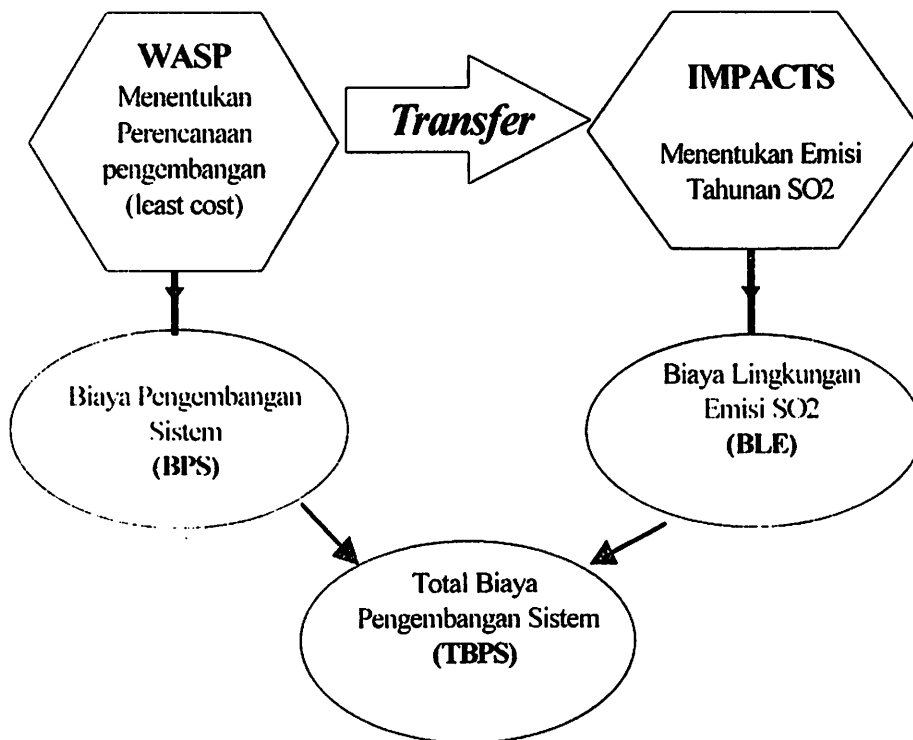 WASP
Menentukan
Perencanaan
pengembangan
(least cost)
Transfer
IMPACTS
Menentukan Emisi
Tahunan SO2
Biaya Pengembangan
Sistem
(BPS)
Biaya Lingkungan
Emisi SO2
(BLE)
Total Biaya
Pengembangan Sistem
(TBPS)